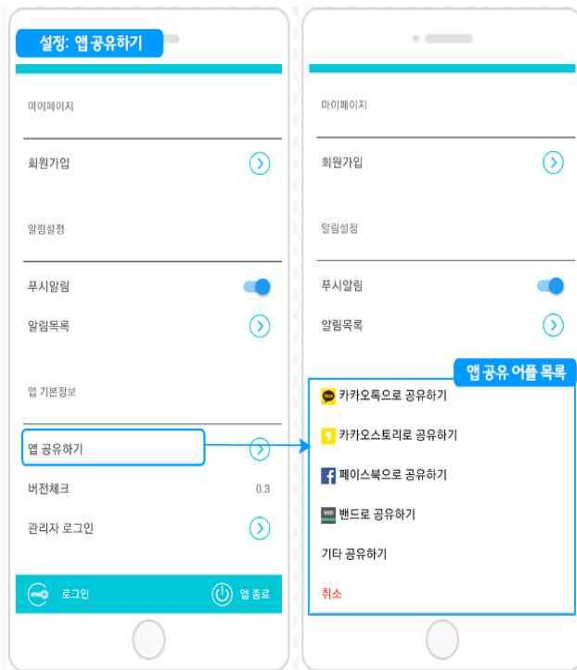 설정: 앱 공유하기
마이페이지
회원가입
알림설정
푸시알림
알림목록
앱 기본정보
앱 공유하기
버전체크 0.3
관리자 로그인
로그인 앱 종료
마이페이지
회원가입
알림설정
푸시알림
알림목록
앱 공유 어플 목록
카카오톡으로 공유하기
카카오스토리로 공유하기
페이스북으로 공유하기
밴드로 공유하기
기타 공유하기
취소